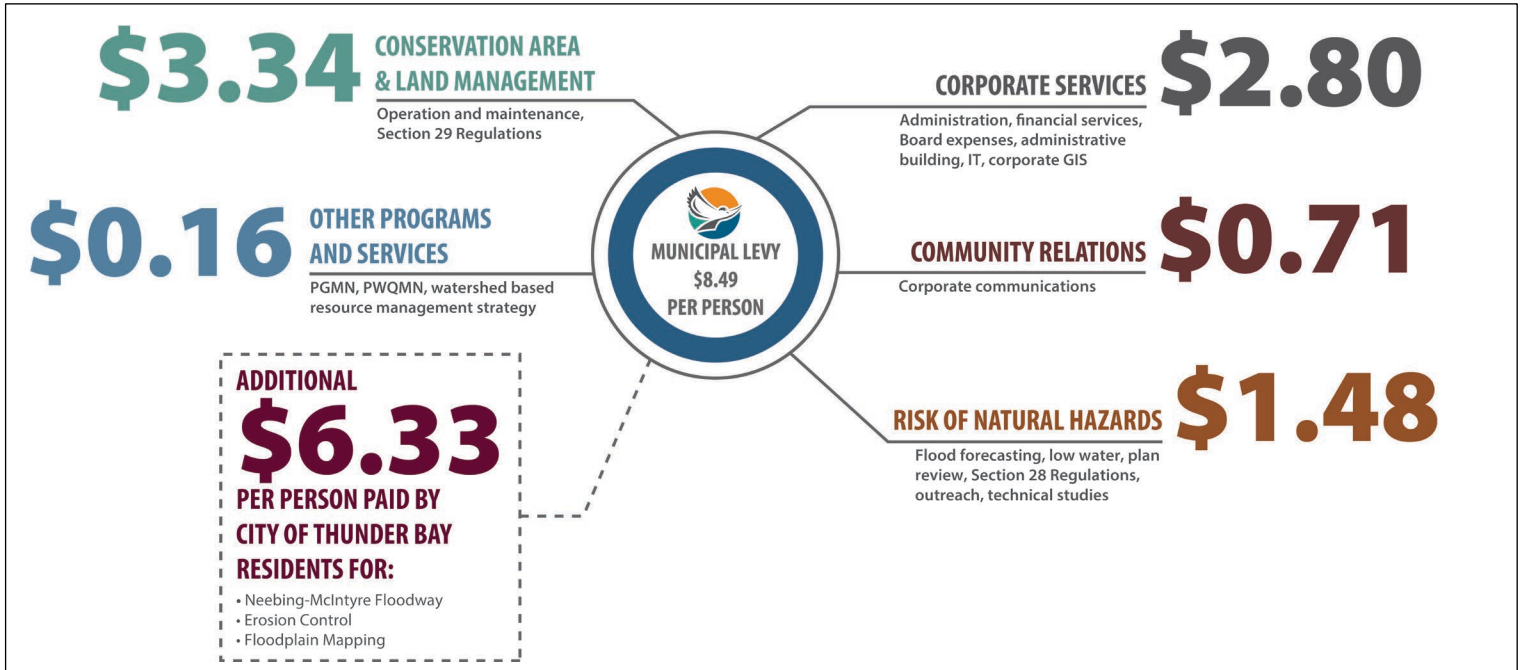 $3.34
CONSERVATION AREA
& LAND MANAGEMENT
Operation and maintenance,
Section 29 Regulations
$0.16
OTHER PROGRAMS
AND SERVICES
PGMN, PWQMN, watershed based
resource management strategy
ADDITIONAL
$6.33
PER PERSON PAID BY
CITY OF THUNDER BAY
RESIDENTS FOR:
• Neebing-McIntyre Floodway
• Erosion Control
• Floodplain Mapping
MUNICIPAL LEVY
$8.49
PER PERSON
CORPORATE SERVICES
$2.80
Administration, financial services,
Board expenses, administrative
building, IT, corporate GIS
COMMUNITY RELATIONS
$0.71
Corporate communications
RISK OF NATURAL HAZARDS
$1.48
Flood forecasting, low water, plan
review, Section 28 Regulations,
outreach, technical studies